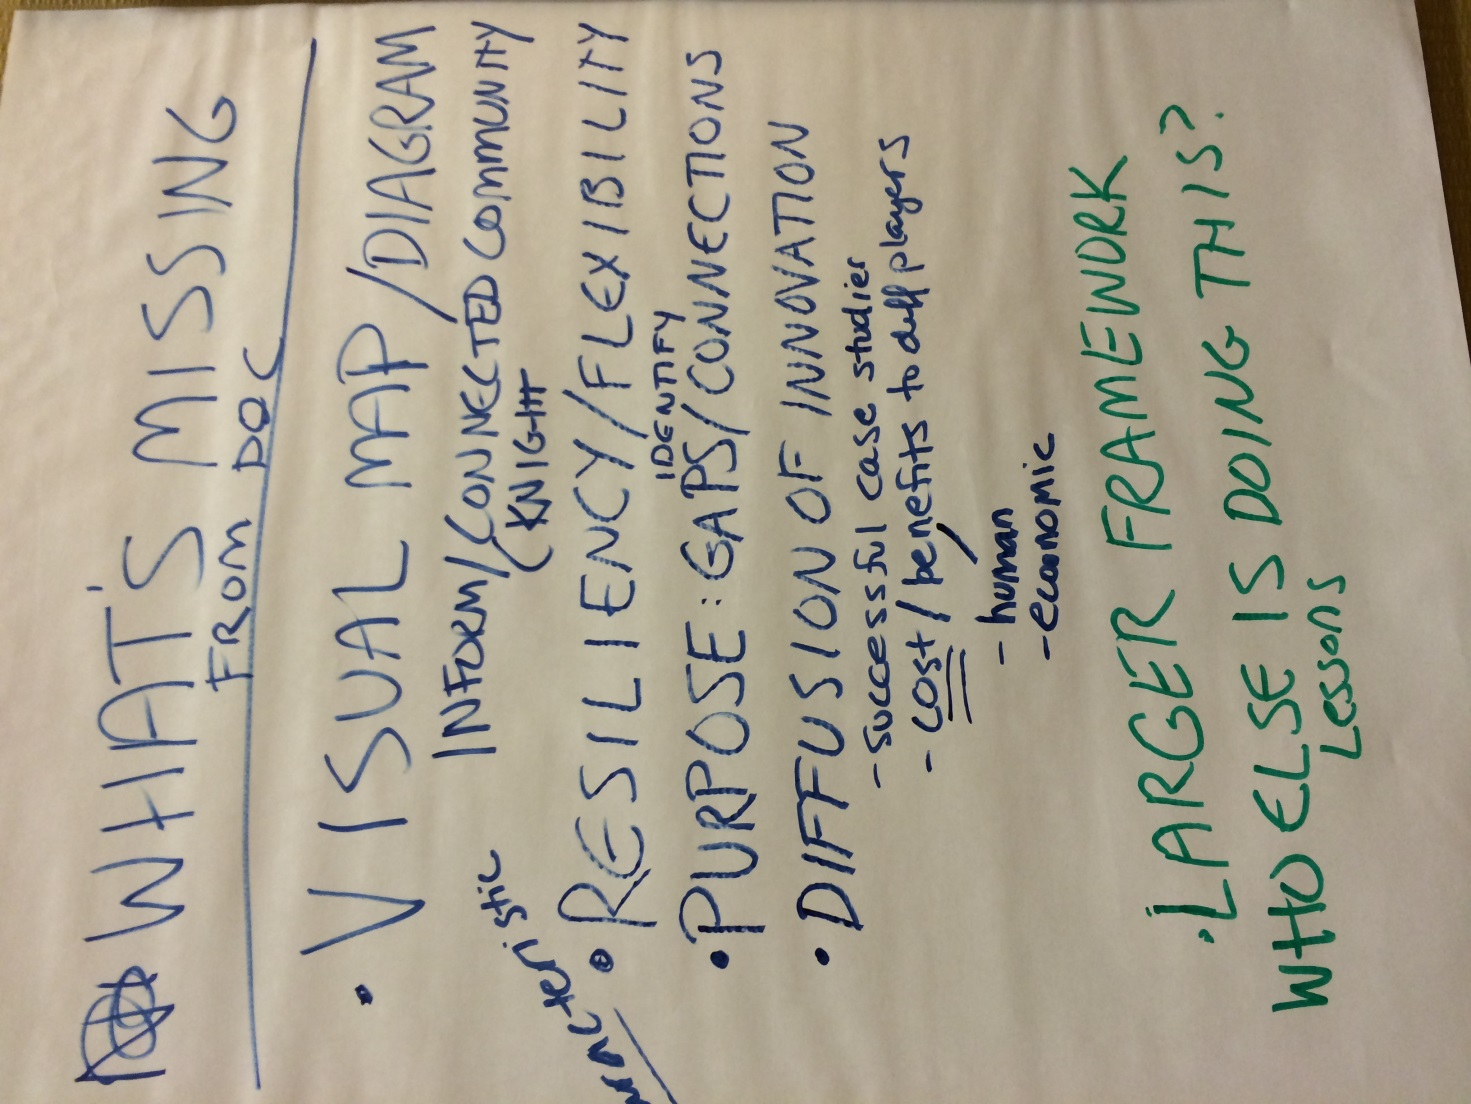 WHAT'S MISSING
FROM DOC
• VISUAL MAP/DIAGRAM
INFORM/CONNECTED COMMUNITY
(KNIGHT
• RESILIENCY/FLEXIBILITY
IDENTIFY
• PURPOSE: GAPS/CONNECTIONS
• DIFFUSION OF INNOVATION
- successful case studies
- cost/benefits to diff players
- human
- economic
• LARGER FRAMEWORK
WHO ELSE IS DOING THIS?
Lessons